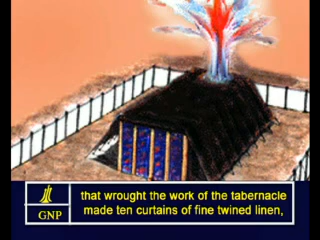 that wrought the work of the tabernacle
made ten curtains of fine twined linen,
GNP